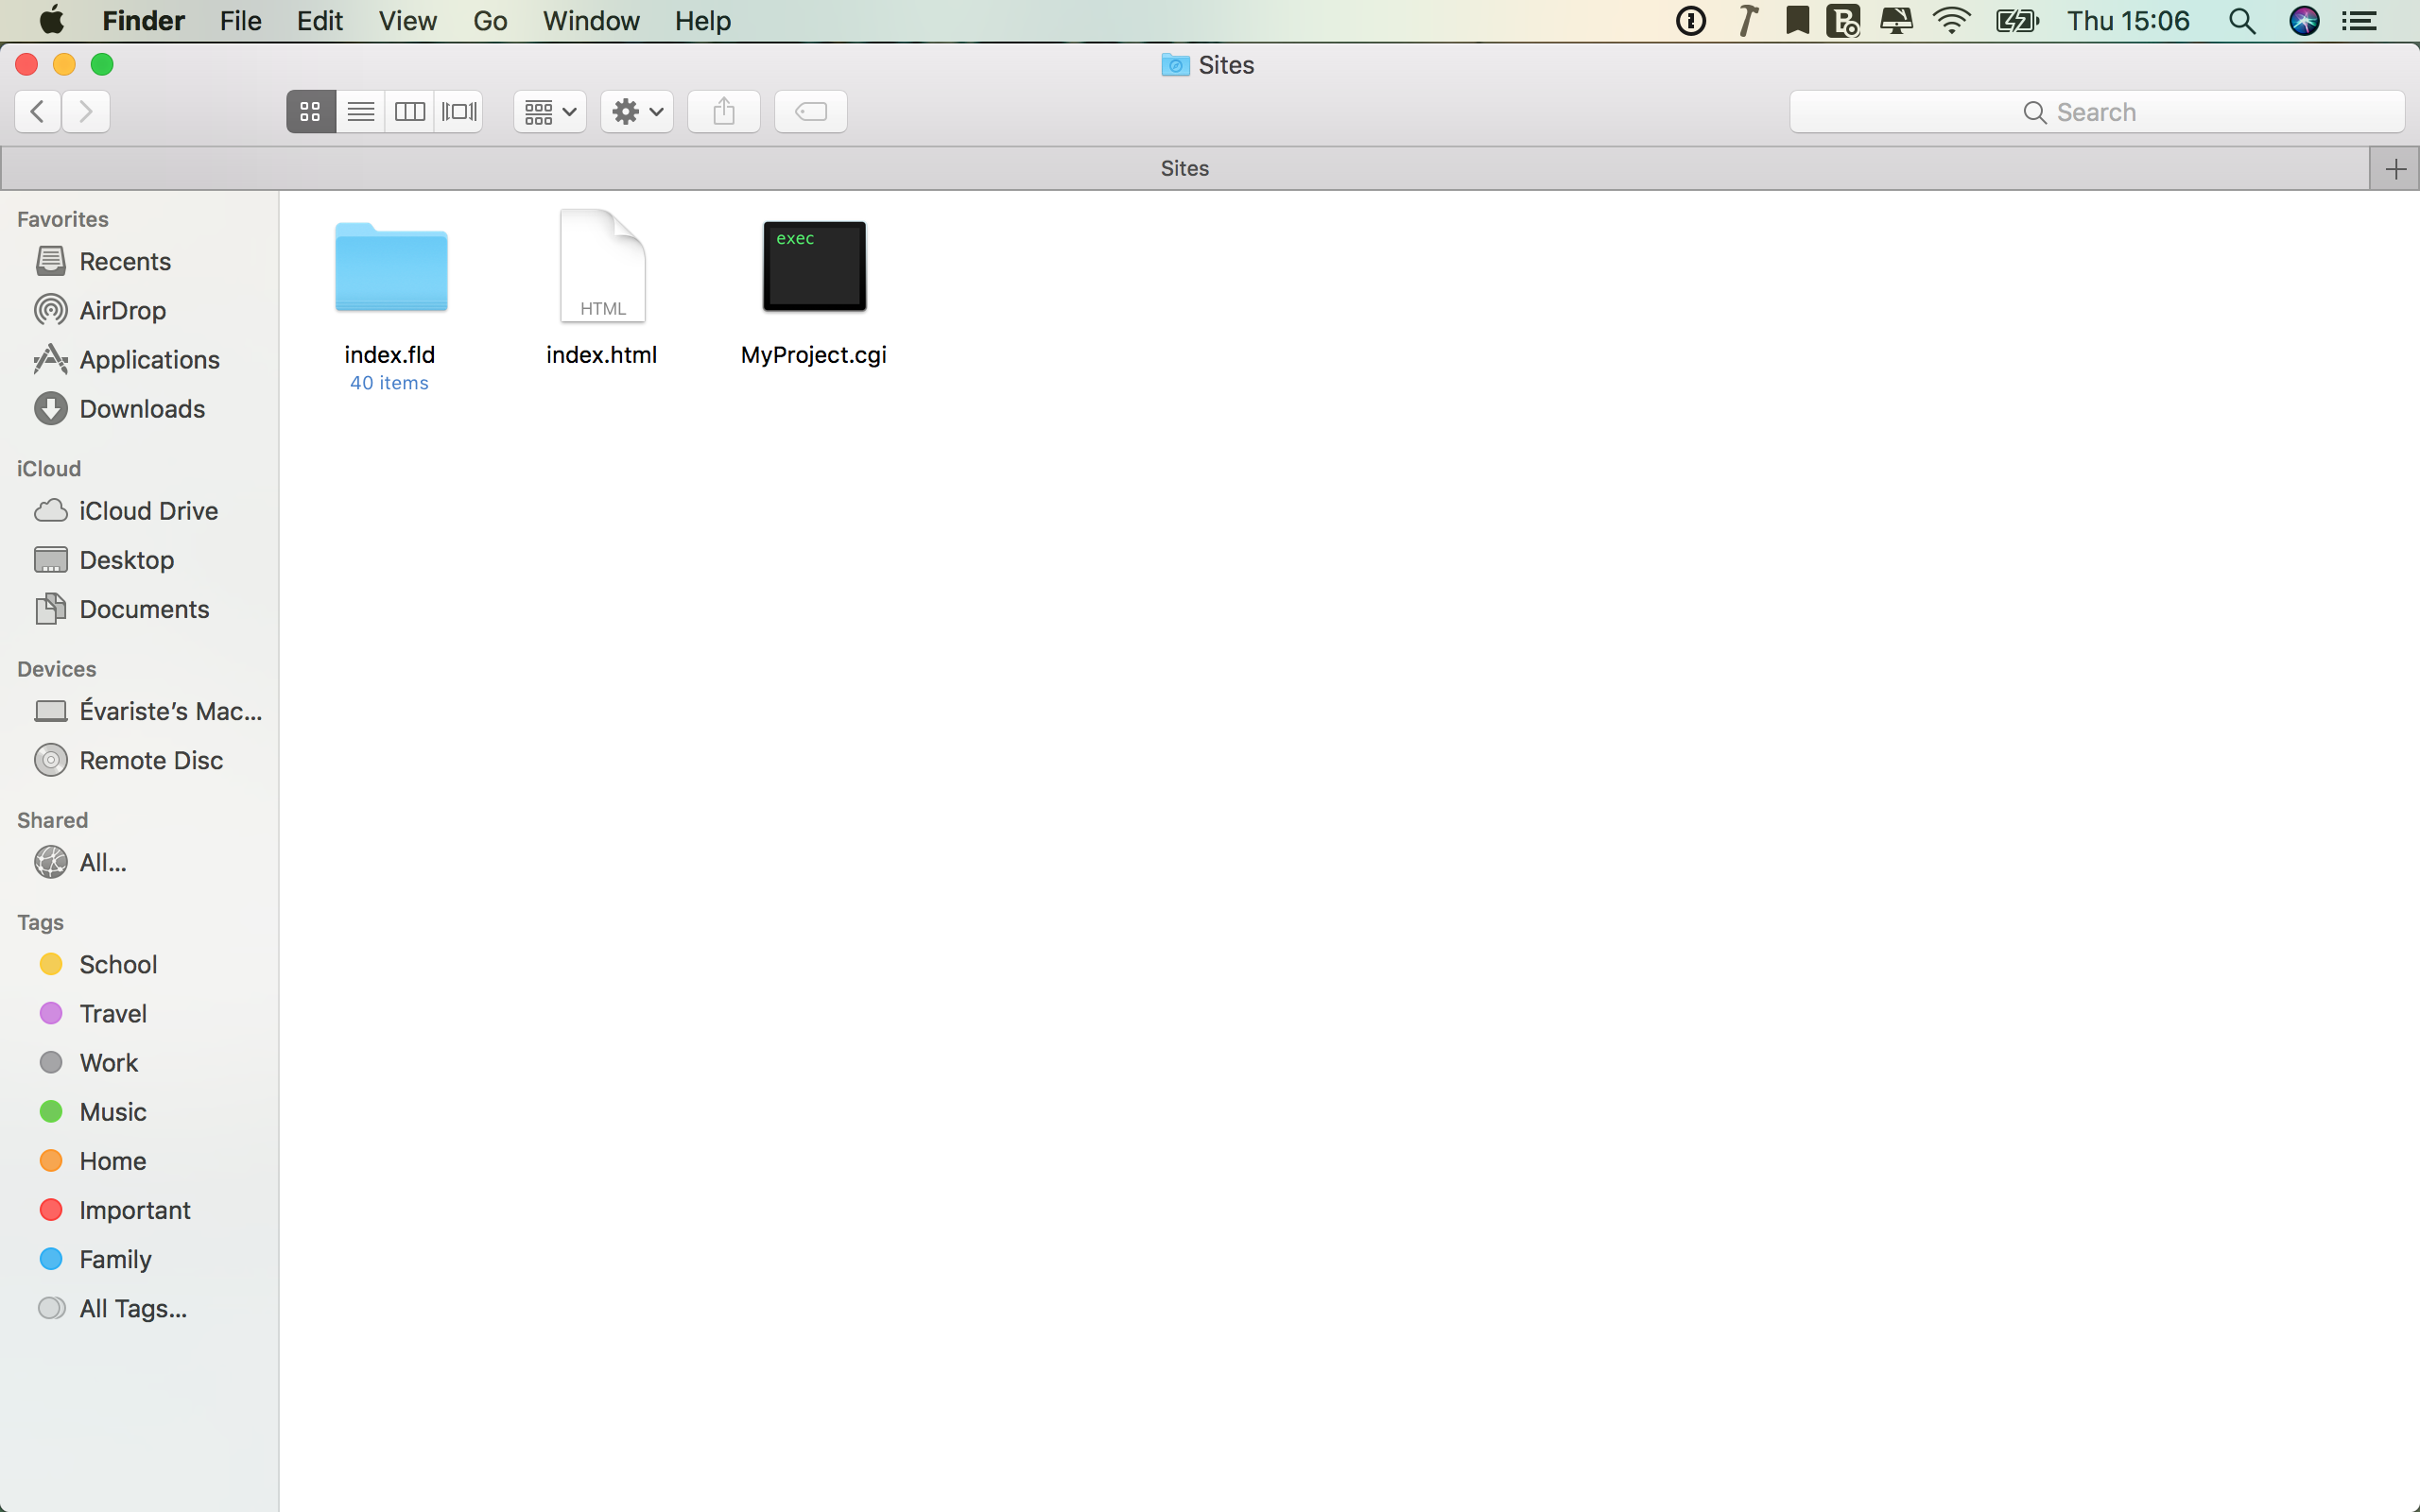 Finder File Edit View Go Window Help Thu 15:06
Sites
Search
Sites
Favorites
Recents
AirDrop
Applications
Downloads
iCloud
iCloud Drive
Desktop
Documents
Devices
Évariste’s Mac...
Remote Disc
Shared
All...
Tags
School
Travel
Work
Music
Home
Important
Family
All Tags...
exec
HTML
index.fld
40 items
index.html
MyProject.cgi